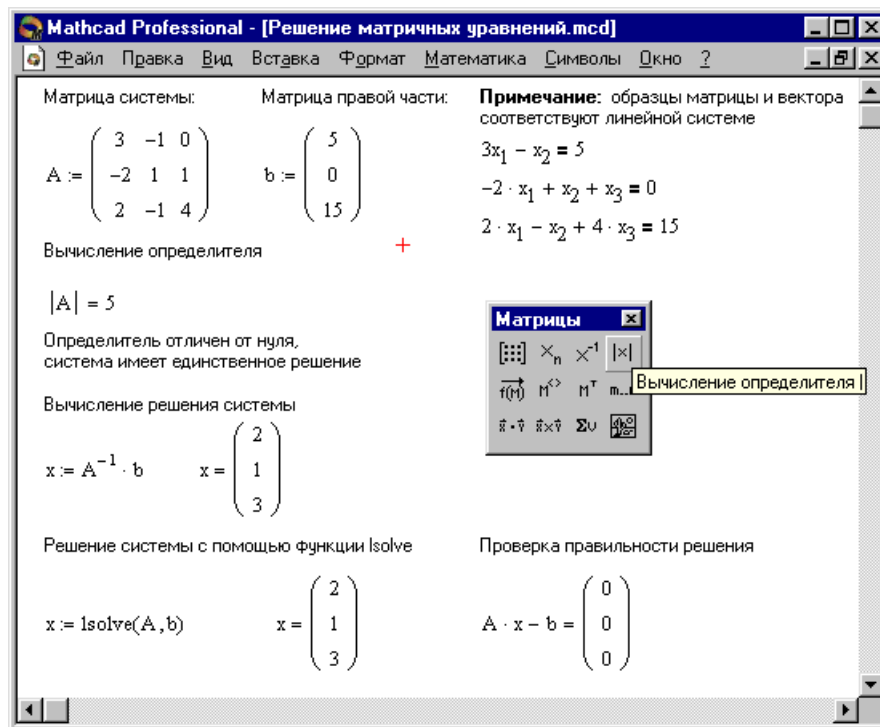 Mathcad Professional - [Решение матричных уравнений.mcd]
Файл Правка Вид Вставка Формат Математика Символы Окно ?
Матрица системы: Матрица правой части: Примечание: образцы матрицы и вектора
соответствуют линейной системе
A := ( 3 -1 0
-2 1 1
2 -1 4 )
b := ( 5
0
15 )
3x1 − x2 = 5
−2 · x1 + x2 + x3 = 0
2 · x1 − x2 + 4 · x3 = 15
Вычисление определителя
|A| = 5
Определитель отличен от нуля,
система имеет единственное решение
Матрицы
[:::] ×n ×-1 |×|
f(M) M<> Mᵀ m..
Вычисление определителя |
x·y x×y Συ
Вычисление решения системы
x := A−1 · b x = ( 2
1
3 )
Решение системы с помощью функции lsolve Проверка правильности решения
x := lsolve(A,b) x = ( 2
1
3 )
A · x − b = ( 0
0
0 )